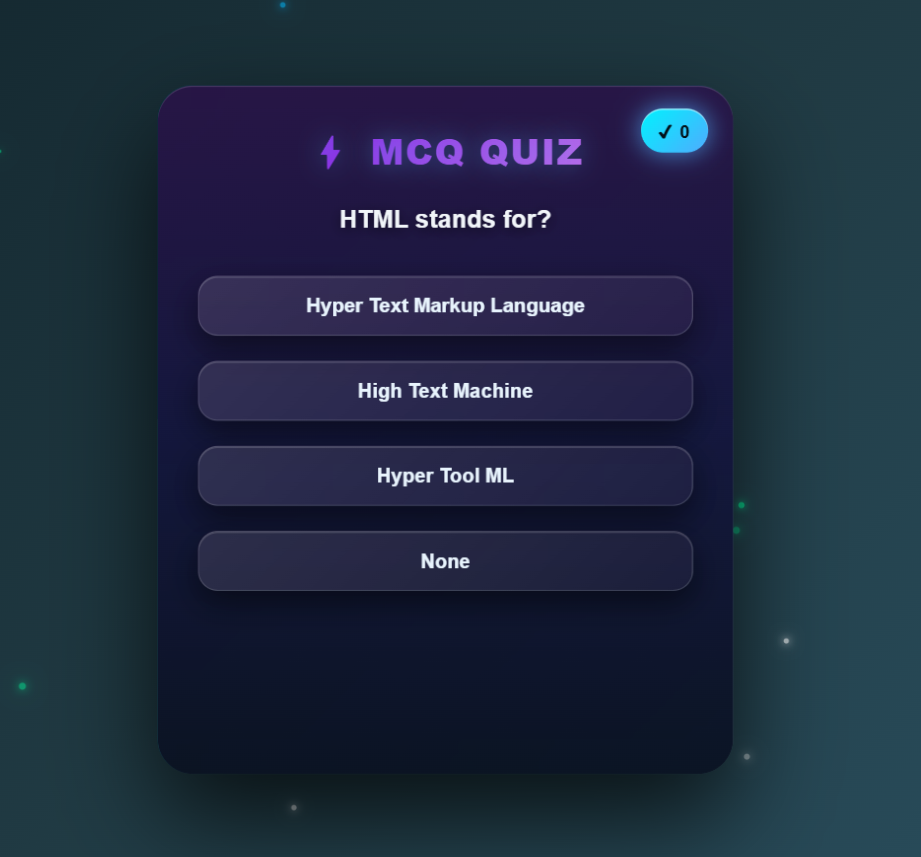 ⚡ MCQ QUIZ
✔ 0
HTML stands for?
Hyper Text Markup Language
High Text Machine
Hyper Tool ML
None